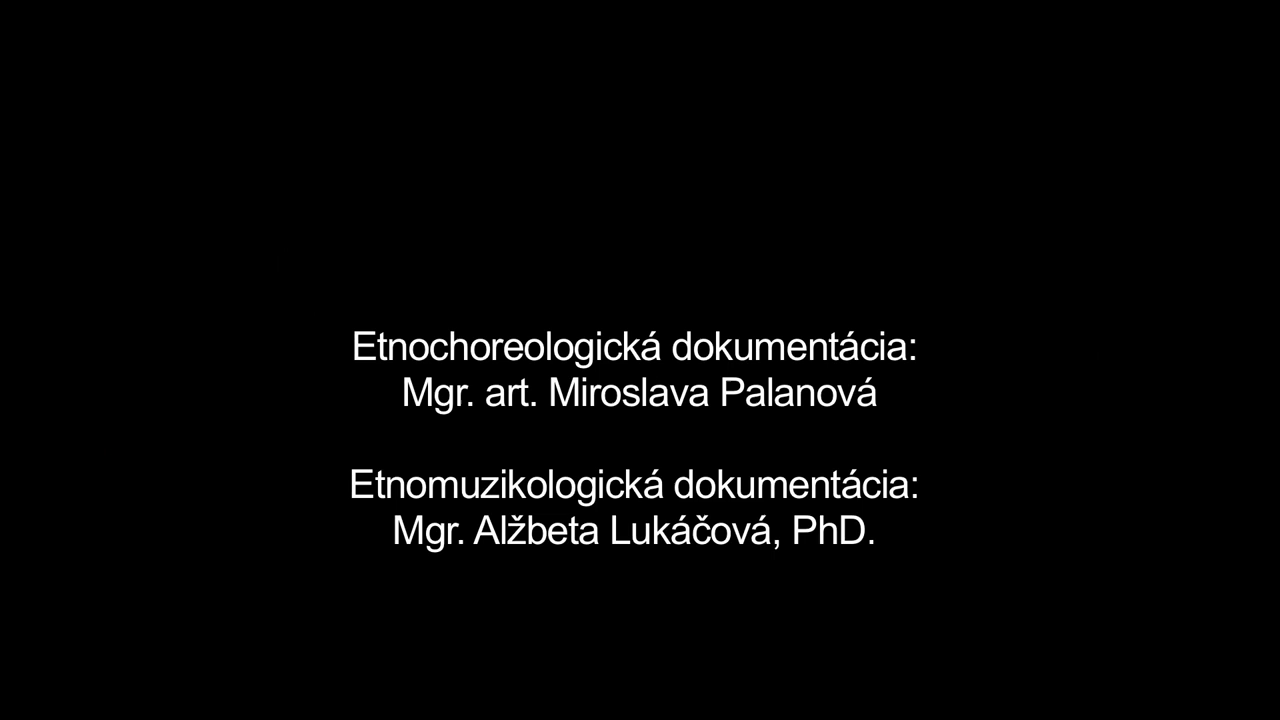 Etnochoreologická dokumentácia:
Mgr. art. Miroslava Palanová
Etnomuzikologická dokumentácia:
Mgr. Alžbeta Lukáčová, PhD.